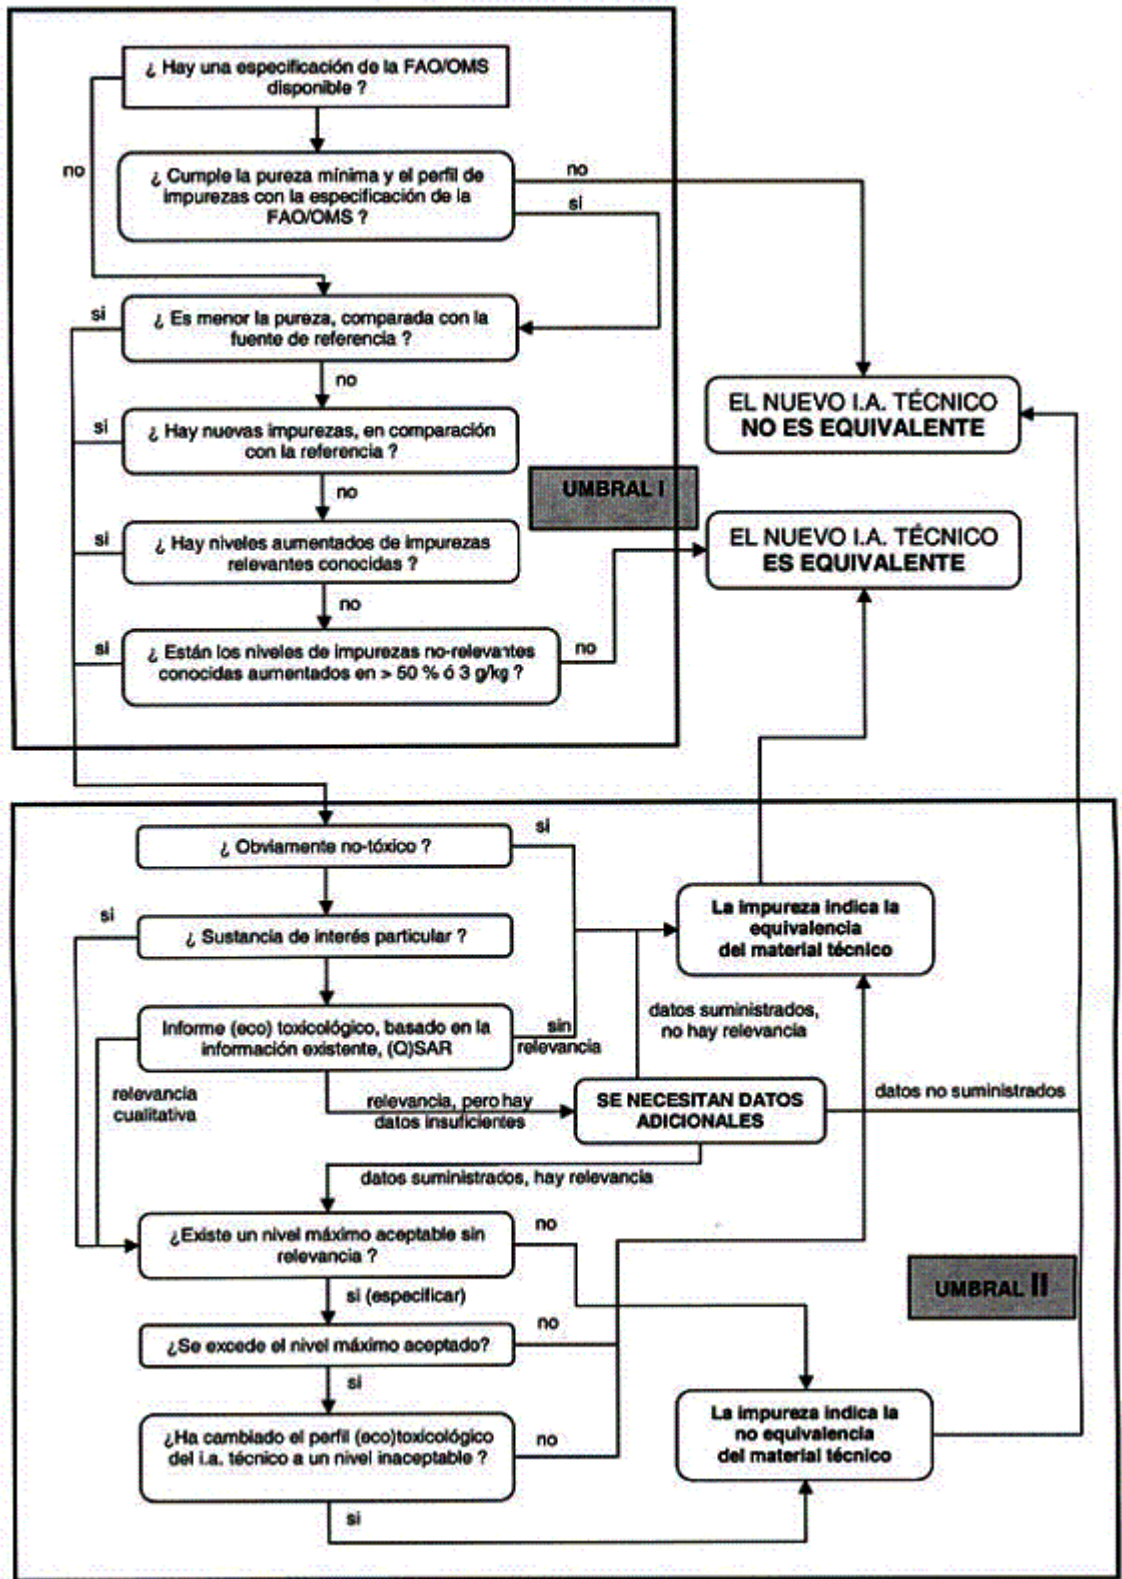 ¿ Hay una especificación de la FAO/OMS
disponible ?
no
¿ Cumple la pureza mínima y el perfil de
impurezas con la especificación de la
FAO/OMS ?
no
si
si
¿ Es menor la pureza, comparada con la
fuente de referencia ?
no
EL NUEVO I.A. TÉCNICO
NO ES EQUIVALENTE
si
¿ Hay nuevas impurezas, en comparación
con la referencia ?
no
UMBRAL I
si
¿ Hay niveles aumentados de impurezas
relevantes conocidas ?
EL NUEVO I.A. TÉCNICO
ES EQUIVALENTE
no
si
¿ Están los niveles de impurezas no-relevantes
conocidas aumentados en > 50 % ó 3 g/kg ?
no
¿ Obviamente no-tóxico ?
si
si
¿ Sustancia de interés particular ?
La impureza indica la
equivalencia
del material técnico
Informe (eco) toxicológico, basado en la
información existente, (Q)SAR
sin
relevancia
datos suministrados,
no hay relevancia
relevancia
cualitativa
relevancia, pero hay
datos insuficientes
SE NECESITAN DATOS
ADICIONALES
datos no suministrados
datos suministrados, hay relevancia
¿Existe un nivel máximo aceptable sin
relevancia ?
no
si (especificar)
UMBRAL II
¿Se excede el nivel máximo aceptado?
no
si
¿Ha cambiado el perfil (eco)toxicológico
del i.a. técnico a un nivel inaceptable ?
no
La impureza indica la
no equivalencia
del material técnico
si